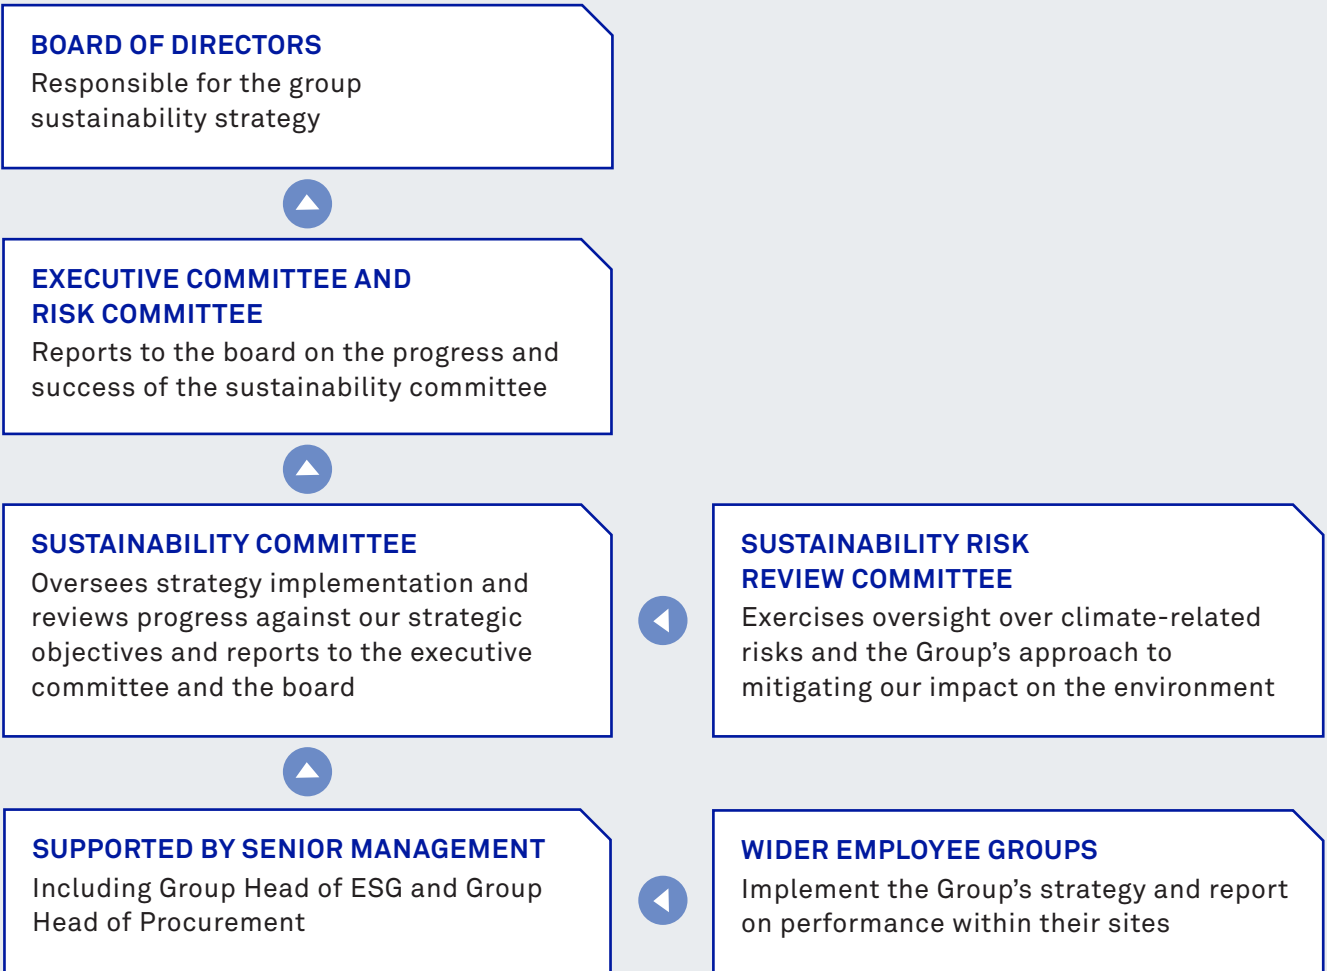 BOARD OF DIRECTORS
Responsible for the group
sustainability strategy
EXECUTIVE COMMITTEE AND
RISK COMMITTEE
Reports to the board on the progress and
success of the sustainability committee
SUSTAINABILITY COMMITTEE
Oversees strategy implementation and
reviews progress against our strategic
objectives and reports to the executive
committee and the board
SUSTAINABILITY RISK
REVIEW COMMITTEE
Exercises oversight over climate-related
risks and the Group’s approach to
mitigating our impact on the environment
SUPPORTED BY SENIOR MANAGEMENT
Including Group Head of ESG and Group
Head of Procurement
WIDER EMPLOYEE GROUPS
Implement the Group’s strategy and report
on performance within their sites